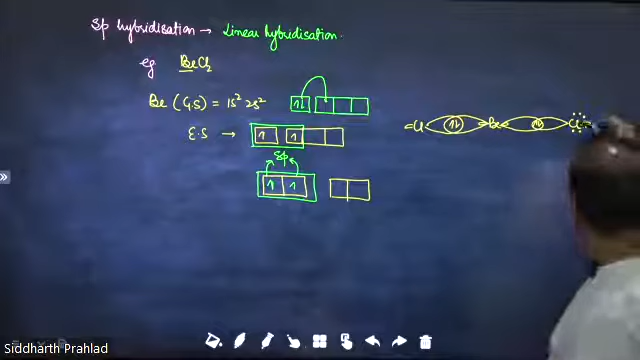 Sp hybridisation → Linear hybridisation.
eg BeCl2
Be (G.S) = 1s² 2s²
E.S →
Sp
Cl Be Cl
Siddharth Prahlad